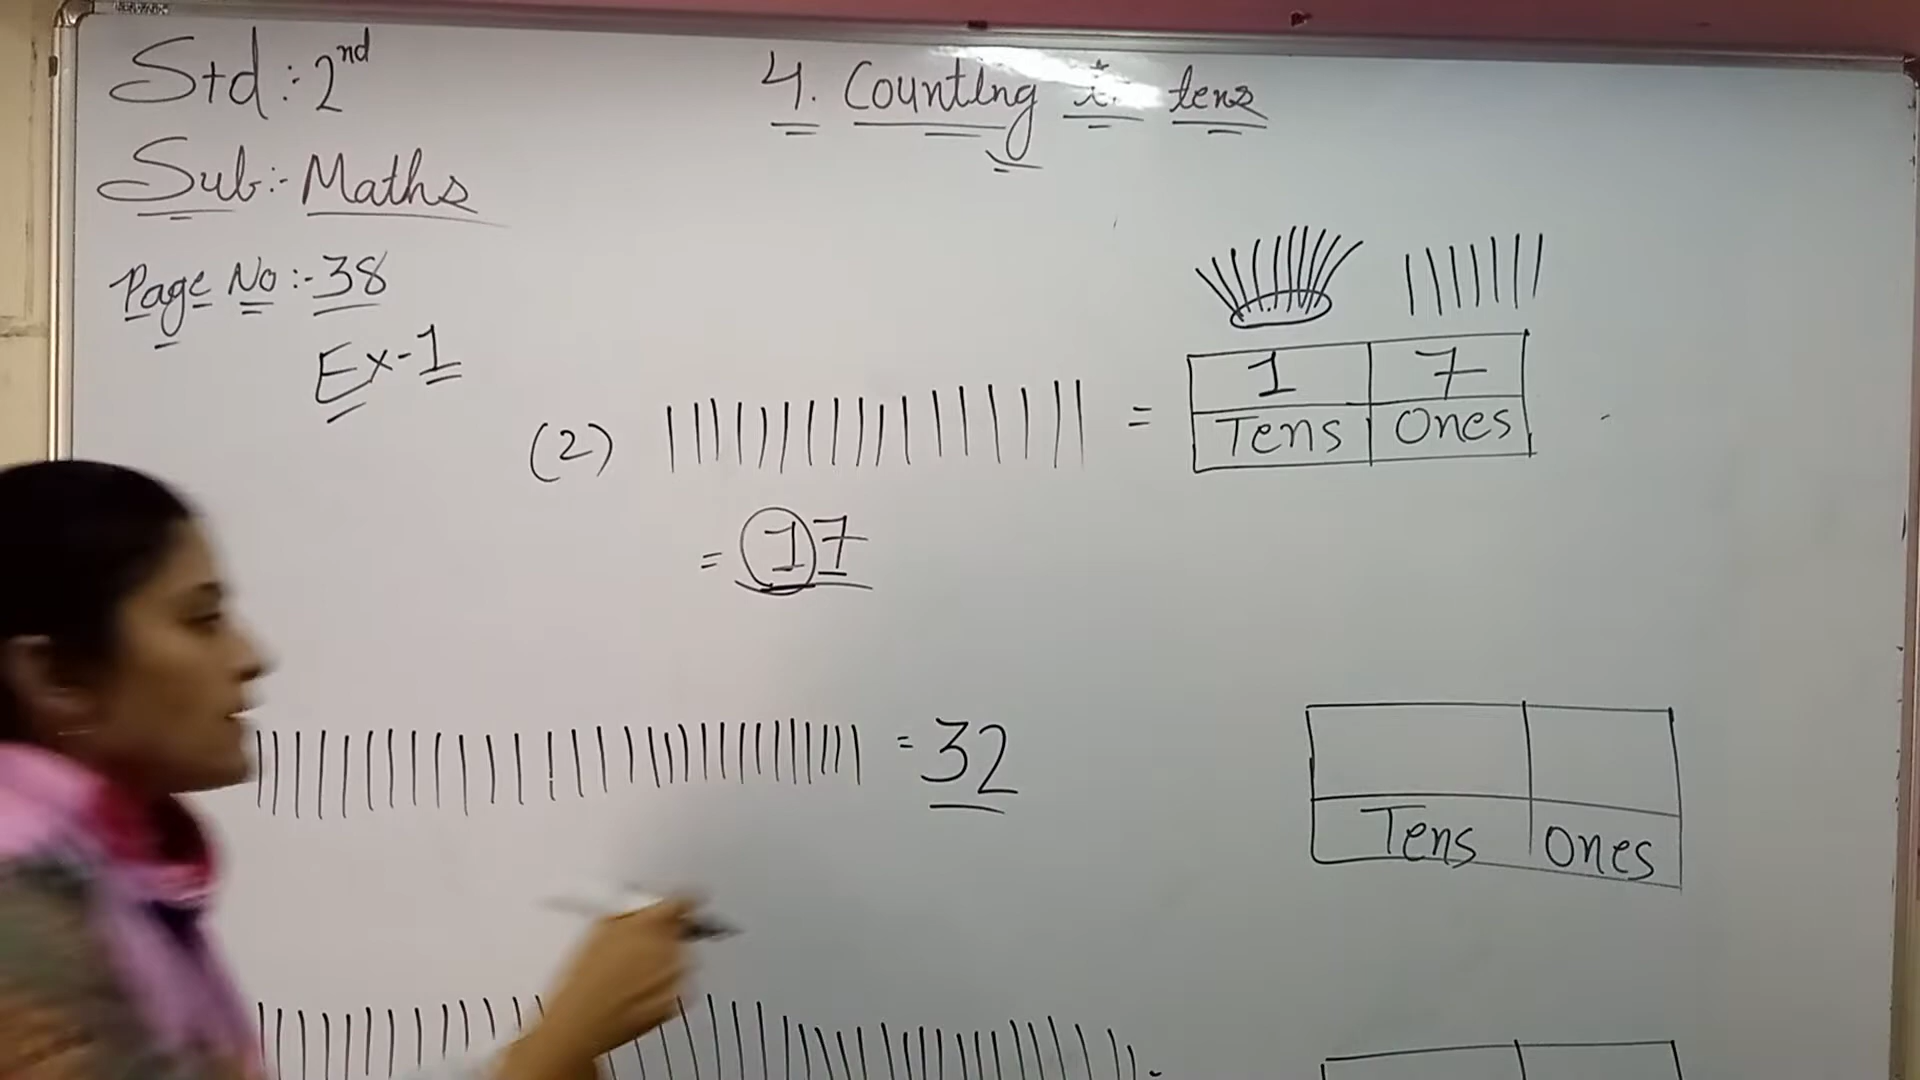 Std :- 2nd
4. Counting in tens
Sub :- Maths
Page No :- 38
Ex-1
(2) = 1 7
Tens Ones
= 17
= 32
Tens Ones